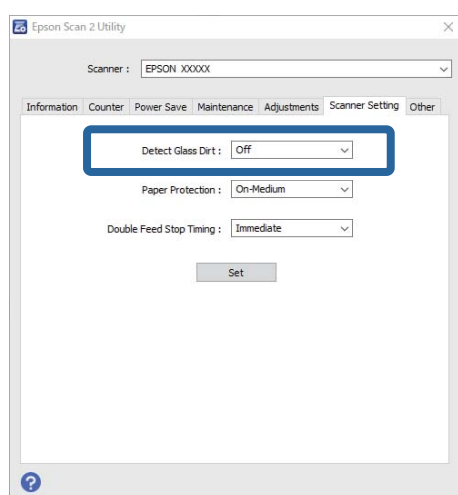 Epson Scan 2 Utility
Scanner : EPSON XXXXX
Information Counter Power Save Maintenance Adjustments Scanner Setting Other
Detect Glass Dirt : Off
Paper Protection : On-Medium
Double Feed Stop Timing : Immediate
Set
?